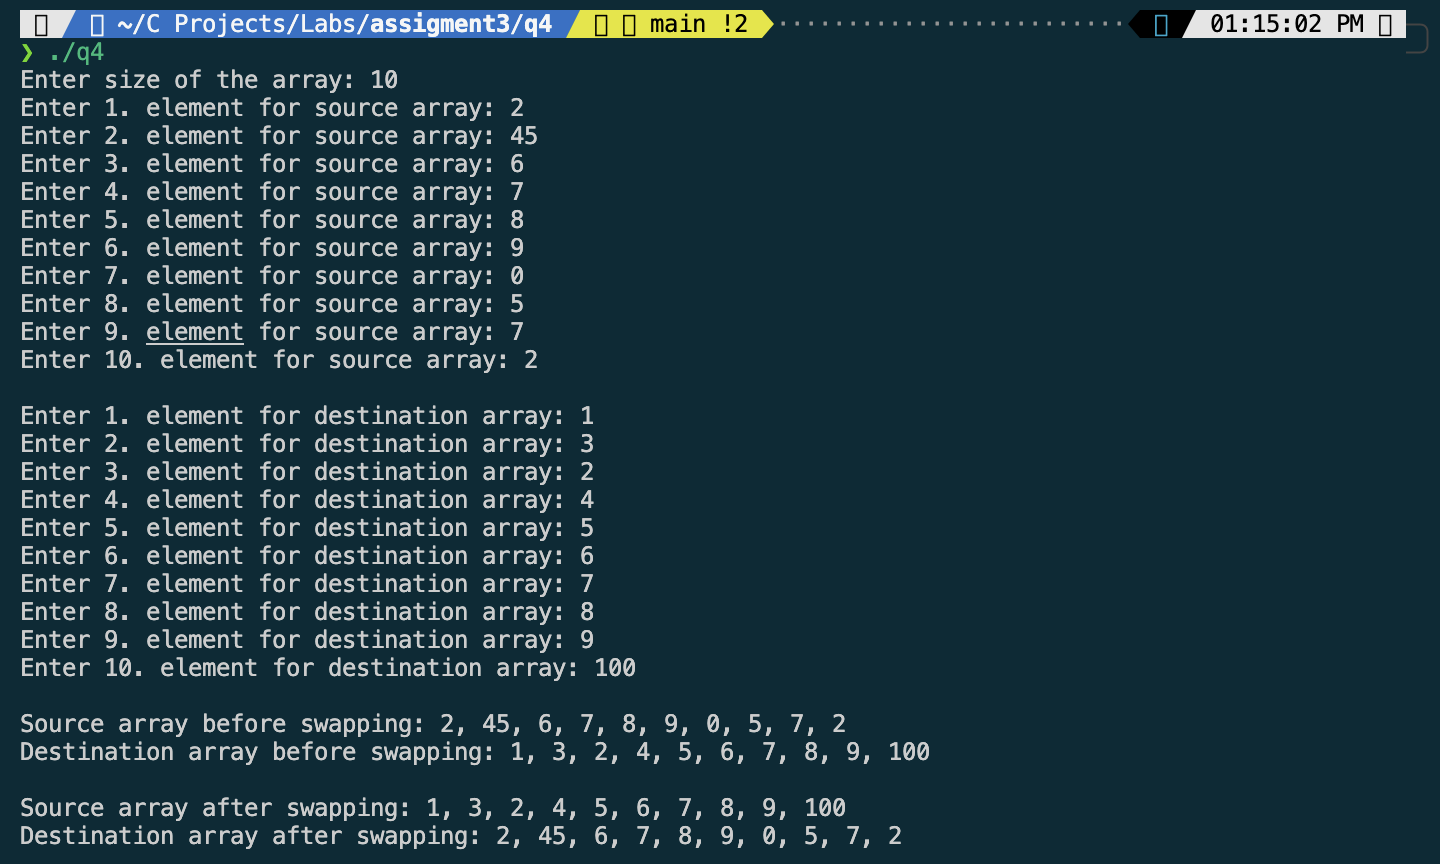 ~/C Projects/Labs/assigment3/q4 main !2 01:15:02 PM
❯ ./q4
Enter size of the array: 10
Enter 1. element for source array: 2
Enter 2. element for source array: 45
Enter 3. element for source array: 6
Enter 4. element for source array: 7
Enter 5. element for source array: 8
Enter 6. element for source array: 9
Enter 7. element for source array: 0
Enter 8. element for source array: 5
Enter 9. element for source array: 7
Enter 10. element for source array: 2
Enter 1. element for destination array: 1
Enter 2. element for destination array: 3
Enter 3. element for destination array: 2
Enter 4. element for destination array: 4
Enter 5. element for destination array: 5
Enter 6. element for destination array: 6
Enter 7. element for destination array: 7
Enter 8. element for destination array: 8
Enter 9. element for destination array: 9
Enter 10. element for destination array: 100
Source array before swapping: 2, 45, 6, 7, 8, 9, 0, 5, 7, 2
Destination array before swapping: 1, 3, 2, 4, 5, 6, 7, 8, 9, 100
Source array after swapping: 1, 3, 2, 4, 5, 6, 7, 8, 9, 100
Destination array after swapping: 2, 45, 6, 7, 8, 9, 0, 5, 7, 2